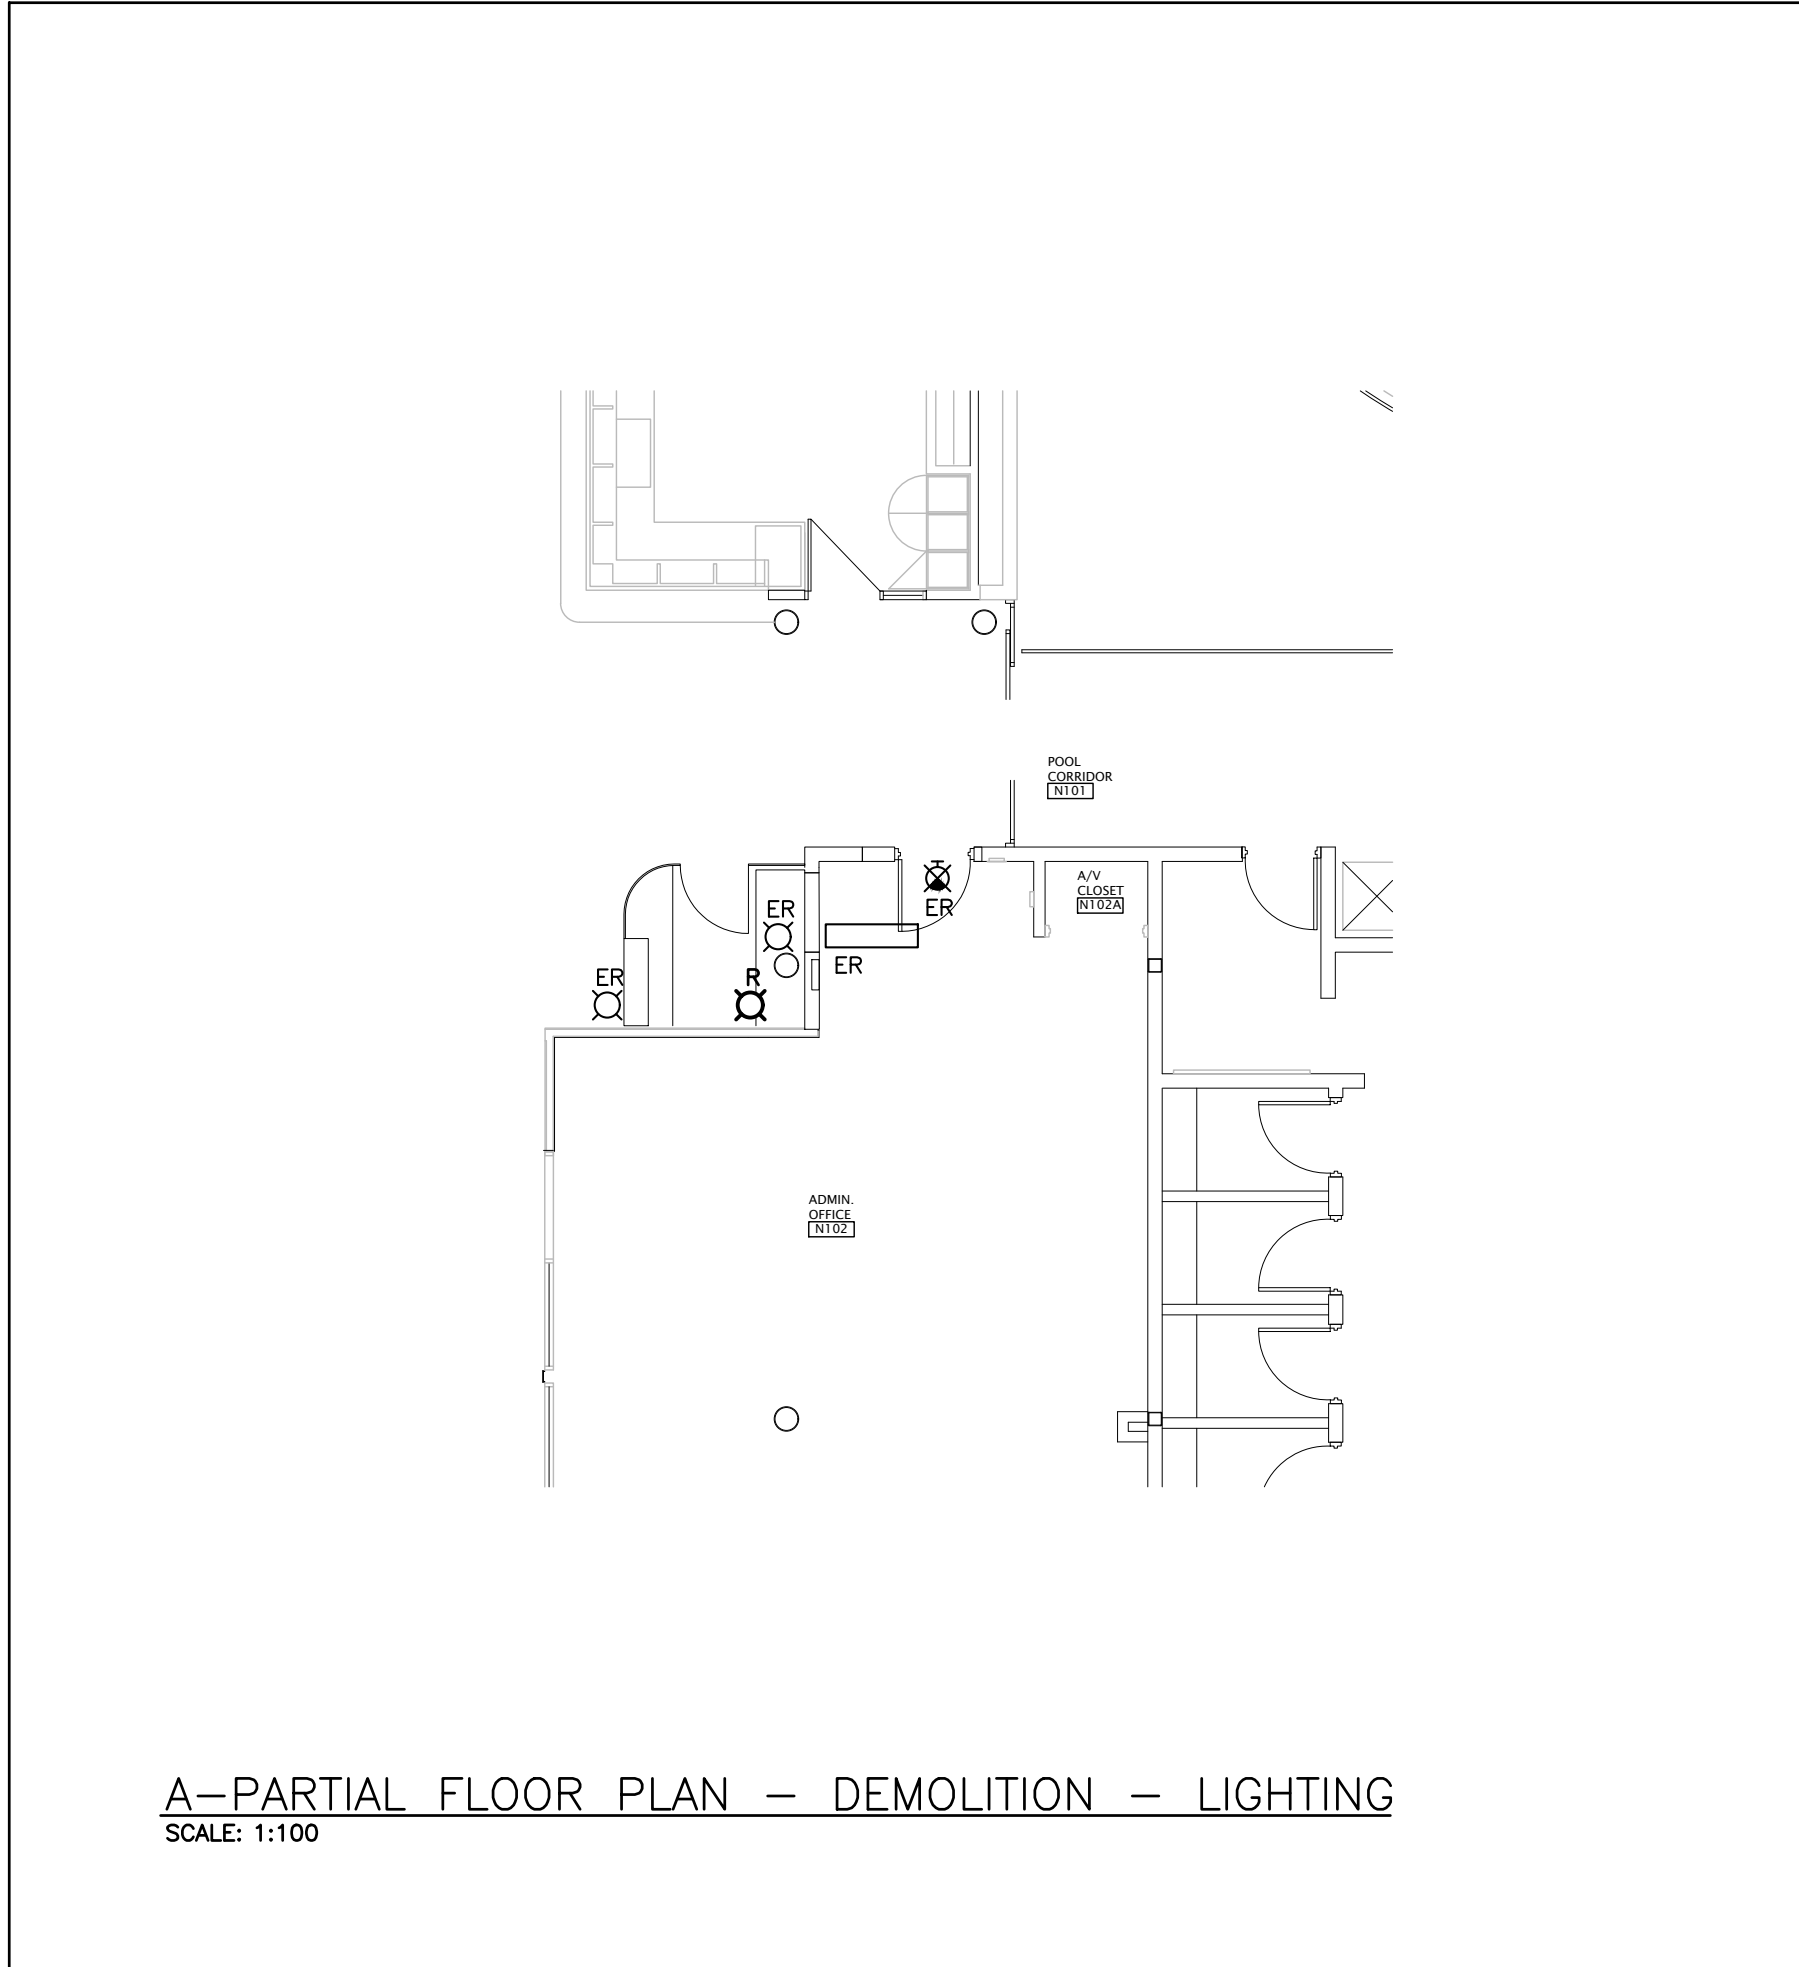 POOL
CORRIDOR
N101
A/V
CLOSET
N102A
ER
ER
ER
ER
R
ADMIN.
OFFICE
N102
A-PARTIAL FLOOR PLAN - DEMOLITION - LIGHTING
SCALE: 1:100